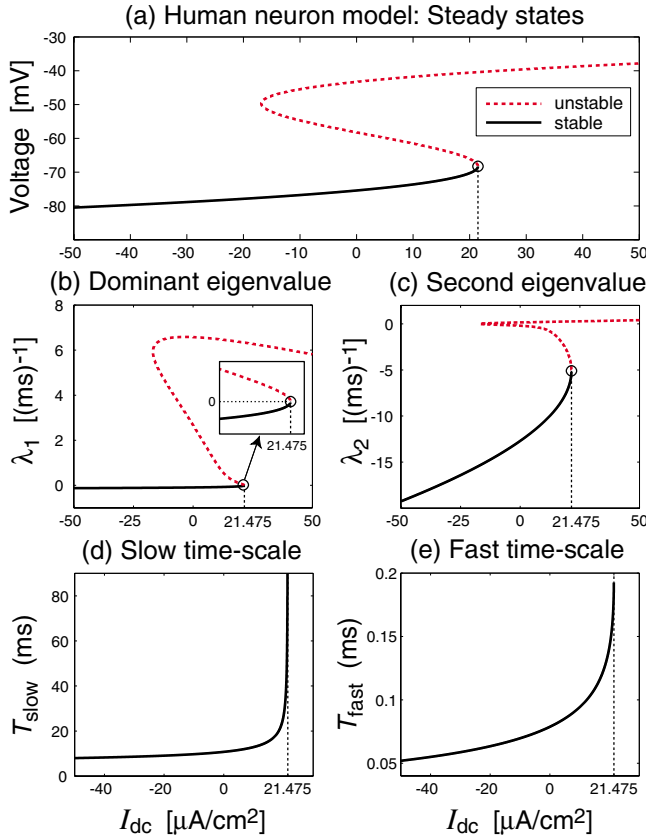 (a) Human neuron model: Steady states
Voltage [mV]
-30
-40
-50
-60
-70
-80
unstable
stable
-50 -40 -30 -20 -10 0 10 20 30 40 50
(b) Dominant eigenvalue
λ1 [(ms)-1]
8
6
4
2
0
0
21.475
-50 -25 0 21.475 50
(c) Second eigenvalue
λ2 [(ms)-1]
0
-5
-10
-15
-50 -25 0 21.475 50
(d) Slow time-scale
Tslow (ms)
80
60
40
20
0
-40 -20 0 21.475
Idc [μA/cm2]
(e) Fast time-scale
Tfast (ms)
0.2
0.15
0.1
0.05
-40 -20 0 21.475
Idc [μA/cm2]